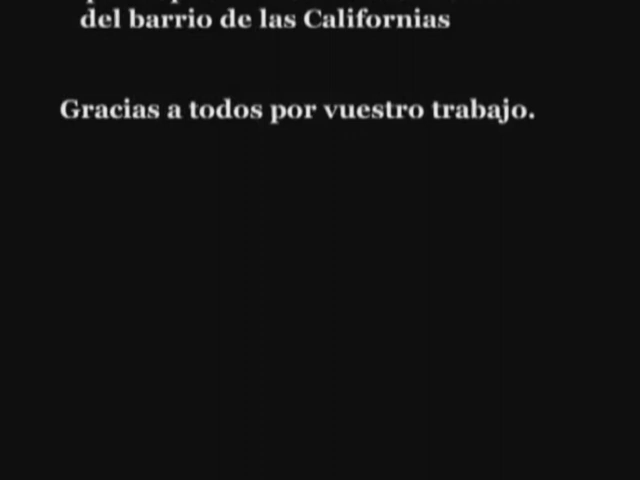 del barrio de las Californias
Gracias a todos por vuestro trabajo.